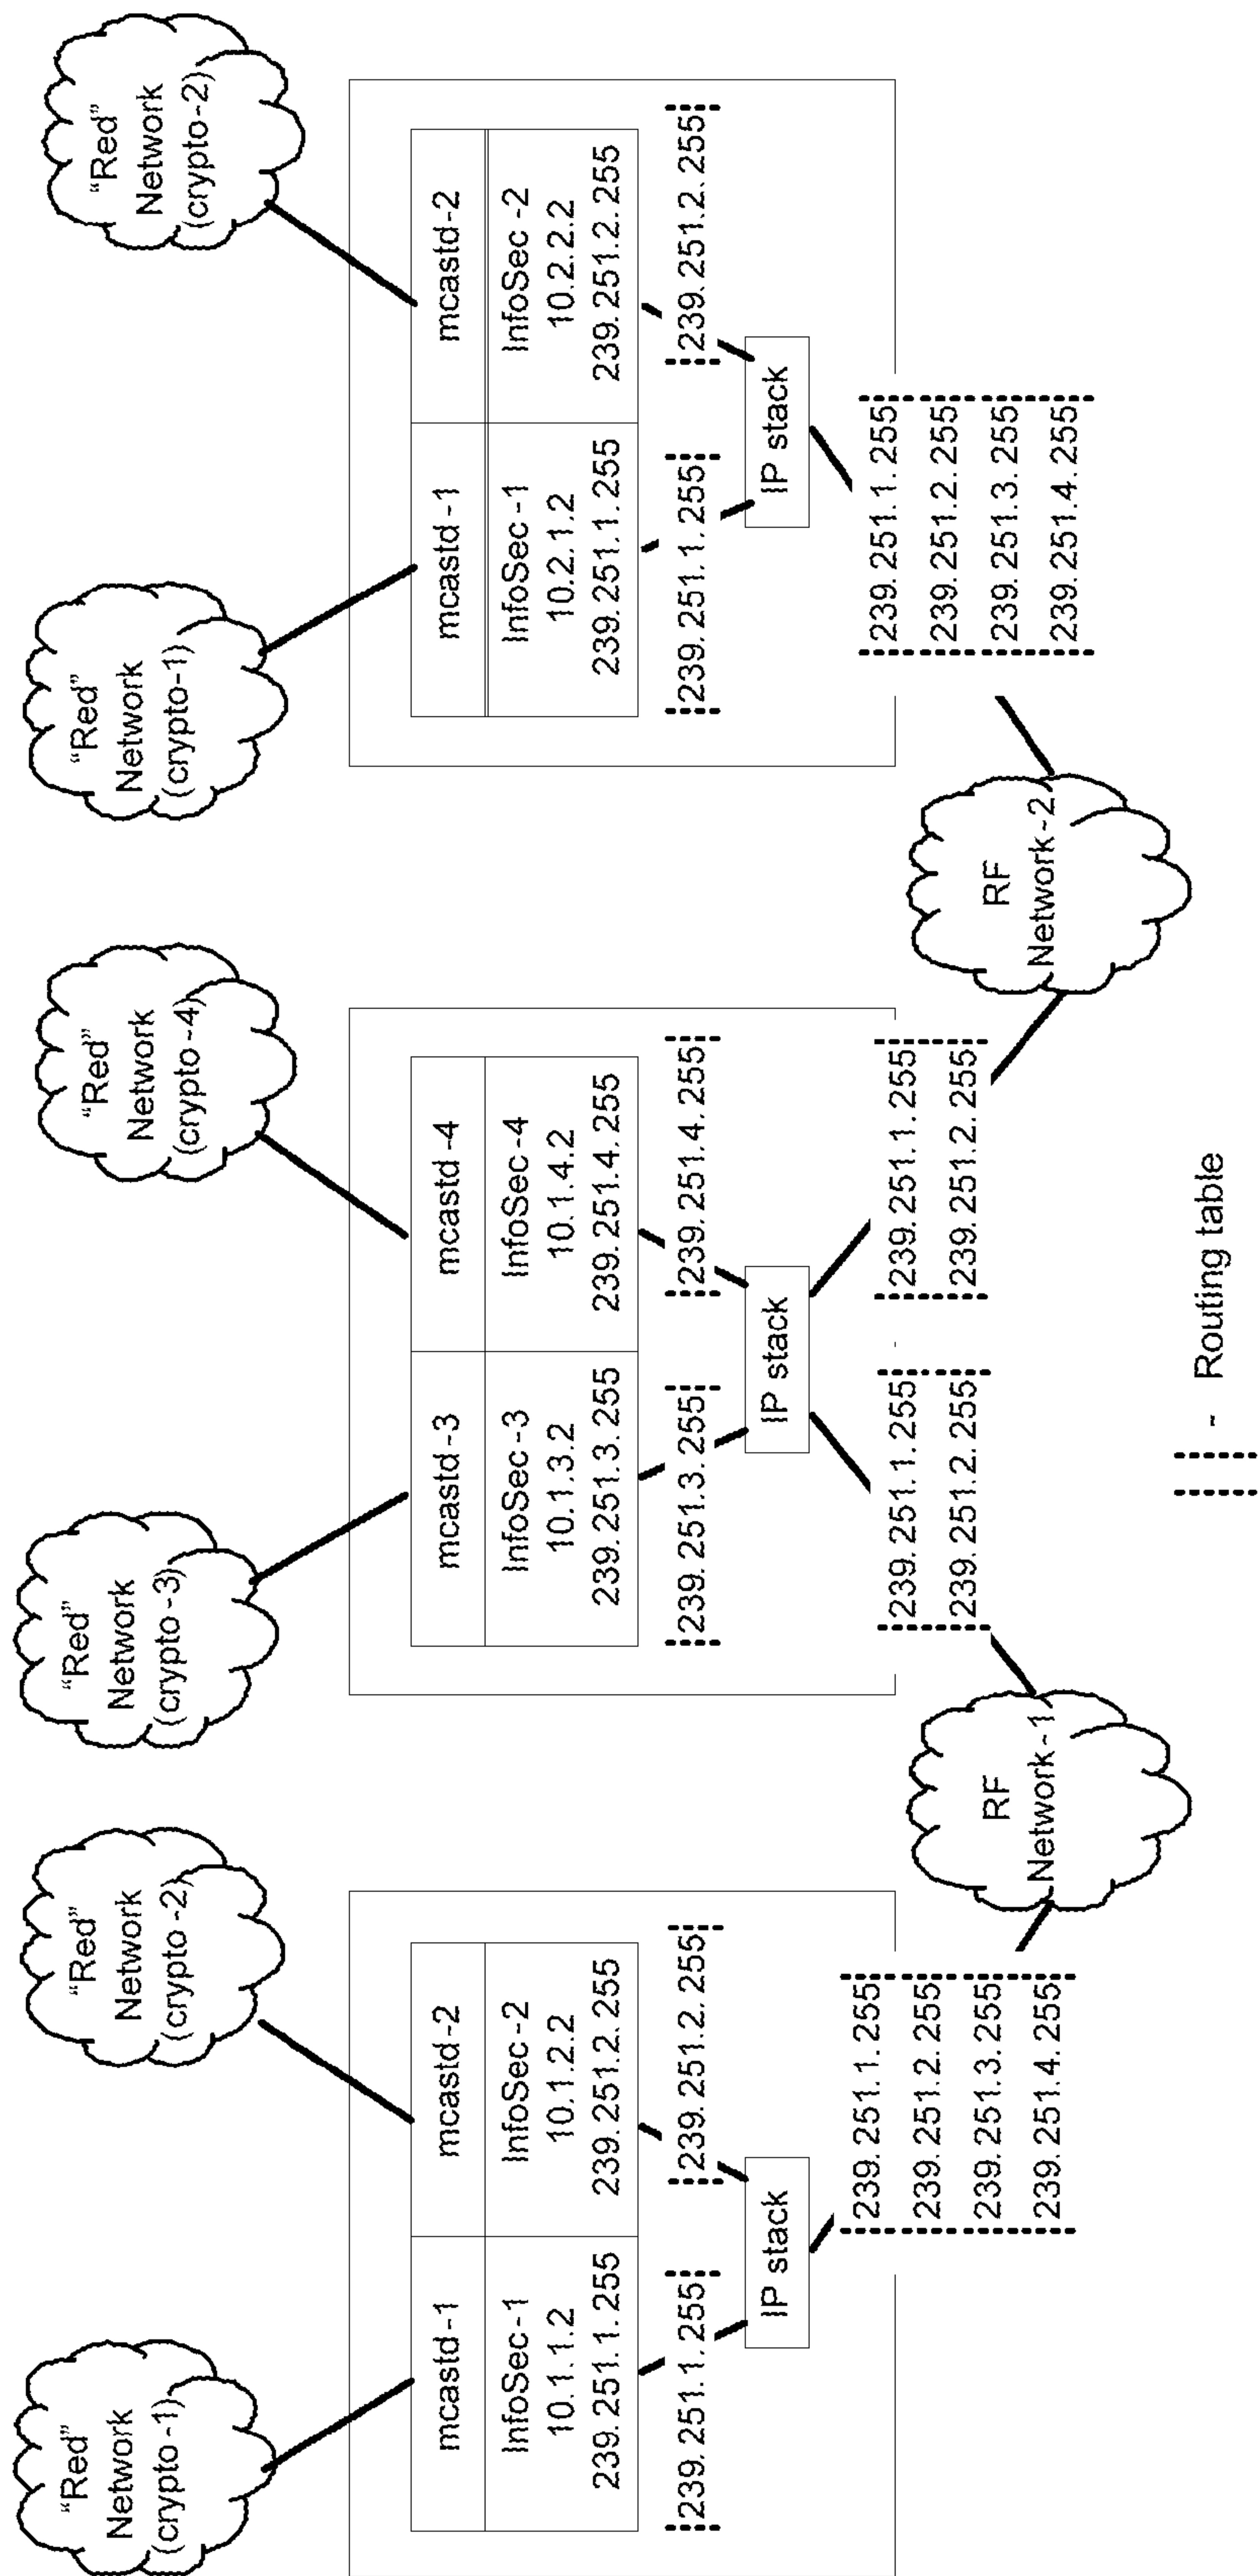 “Red”
Network
(crypto-1)
“Red”
Network
(crypto-2)
“Red”
Network
(crypto-3)
“Red”
Network
(crypto-4)
“Red”
Network
(crypto-1)
“Red”
Network
(crypto-2)
mcastd-1
InfoSec-1
10.1.1.2
239.251.1.255
mcastd-2
InfoSec-2
10.1.2.2
239.251.2.255
239.251.1.255
239.251.2.255
IP stack
239.251.1.255
239.251.2.255
239.251.3.255
239.251.4.255
RF
Network-1
mcastd-3
InfoSec-3
10.1.3.2
239.251.3.255
mcastd-4
InfoSec-4
10.1.4.2
239.251.4.255
239.251.3.255
239.251.4.255
IP stack
239.251.1.255
239.251.2.255
239.251.1.255
239.251.2.255
RF
Network-2
mcastd-1
InfoSec-1
10.2.1.2
239.251.1.255
mcastd-2
InfoSec-2
10.2.2.2
239.251.2.255
239.251.1.255
239.251.2.255
IP stack
239.251.1.255
239.251.2.255
239.251.3.255
239.251.4.255
- Routing table